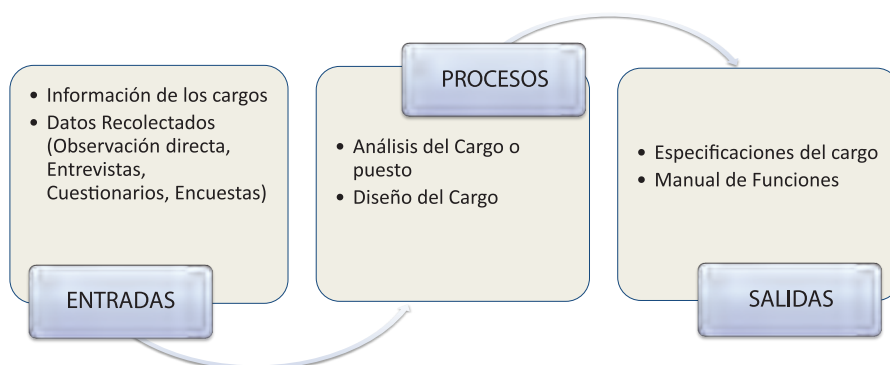 • Información de los cargos
• Datos Recolectados
(Observación directa,
Entrevistas,
Cuestionarios, Encuestas)
ENTRADAS
PROCESOS
• Análisis del Cargo o
puesto
• Diseño del Cargo
• Especificaciones del cargo
• Manual de Funciones
SALIDAS